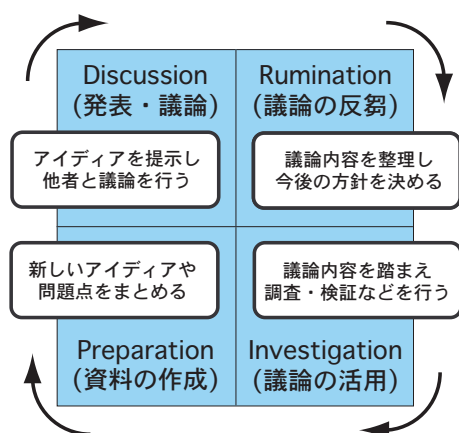 Discussion
(発表・議論)
アイディアを提示し
他者と議論を行う
Rumination
(議論の反芻)
議論内容を整理し
今後の方針を決める
新しいアイディアや
問題点をまとめる
Preparation
(資料の作成)
議論内容を踏まえ
調査・検証などを行う
Investigation
(議論の活用)